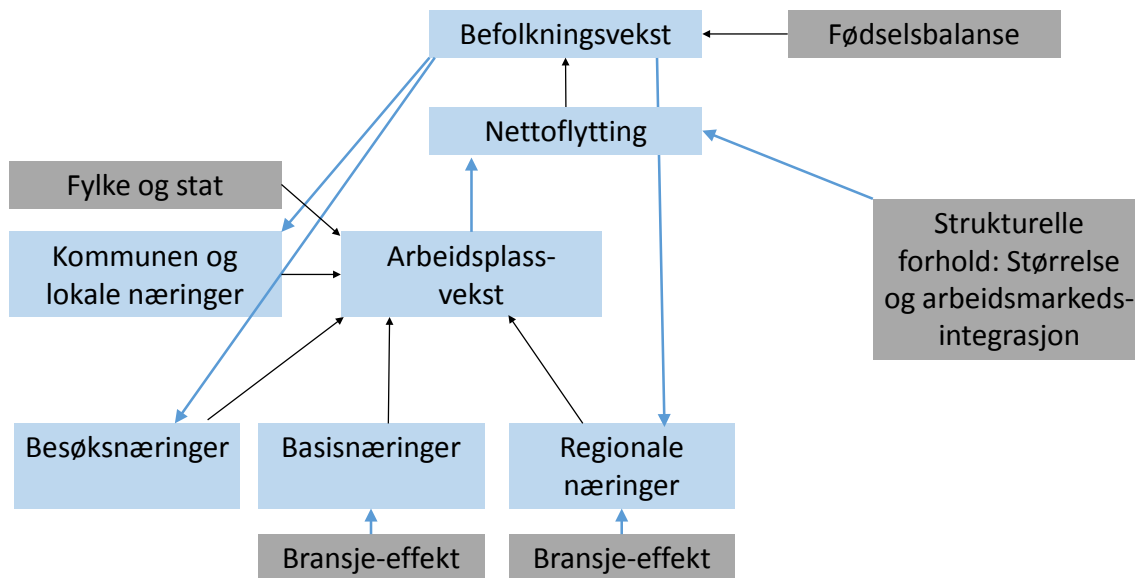 Befolkningsvekst
Fødselsbalanse
Nettoflytting
Fylke og stat
Kommunen og
lokale næringer
Arbeidsplass-
vekst
Strukturelle
forhold: Størrelse
og arbeidsmarkeds-
integrasjon
Besøksnæringer
Basisnæringer
Regionale
næringer
Bransje-effekt
Bransje-effekt